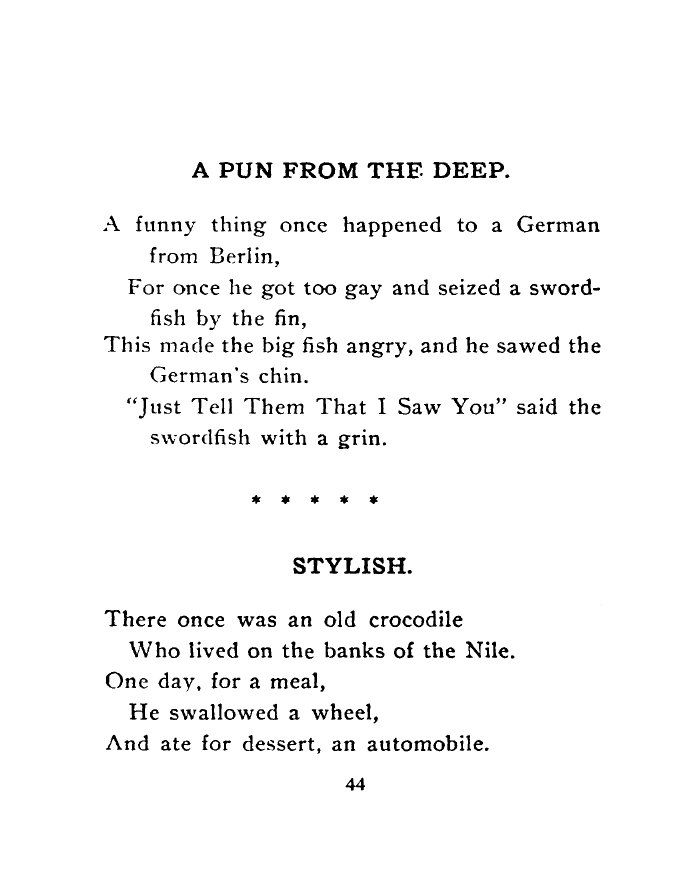 A PUN FROM THE DEEP.
A funny thing once happened to a German
from Berlin,
For once he got too gay and seized a sword-
fish by the fin,
This made the big fish angry, and he sawed the
German's chin.
"Just Tell Them That I Saw You" said the
swordfish with a grin.
* * * * *
STYLISH.
There once was an old crocodile
Who lived on the banks of the Nile.
One day, for a meal,
He swallowed a wheel,
And ate for dessert, an automobile.
44